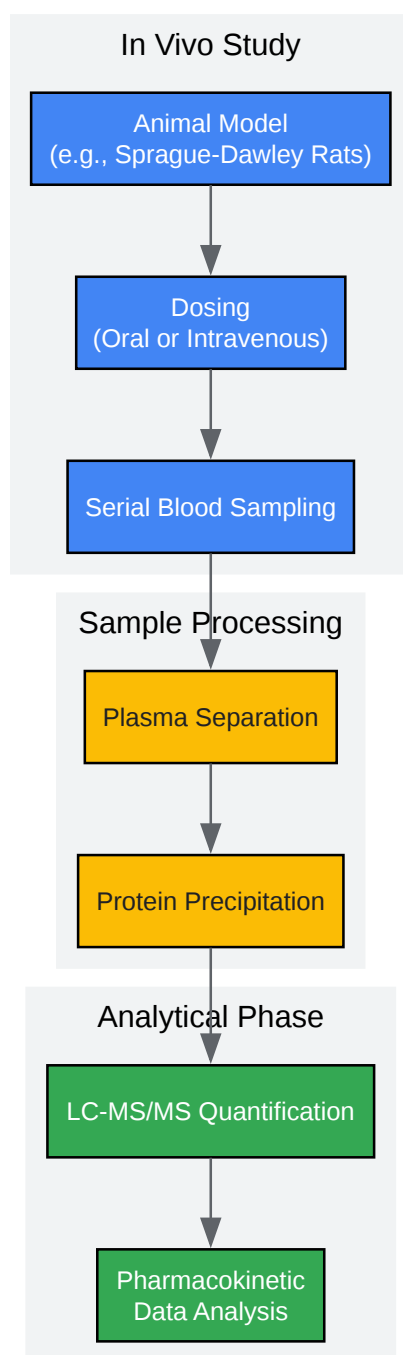 In Vivo Study
Animal Model
(e.g., Sprague-Dawley Rats)
Dosing
(Oral or Intravenous)
Serial Blood Sampling
Sample Processing
Plasma Separation
Protein Precipitation
Analytical Phase
LC-MS/MS Quantification
Pharmacokinetic
Data Analysis